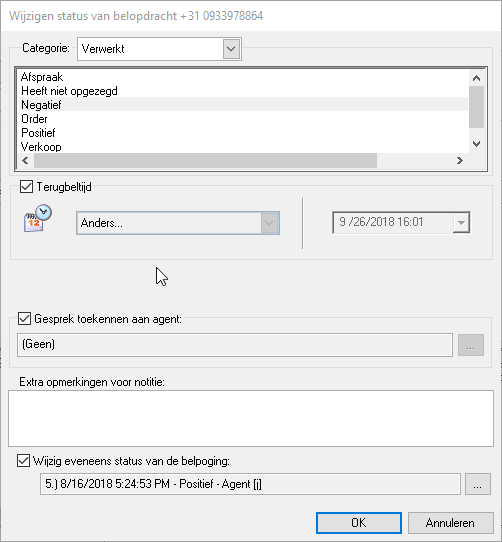 Wijzigen status van belopdracht +31 0933978864
Categorie: Verwerkt
Afspraak
Heeft niet opgezegd
Negatief
Order
Positief
Verkoop
Terugbeltijd
12
Anders...
9 /26/2018 16:01
Gesprek toekennen aan agent:
(Geen)
...
Extra opmerkingen voor notitie:
Wijzig eveneens status van de belpoging:
5.) 8/16/2018 5:24:53 PM - Positief - Agent [j]
...
OK
Annuleren